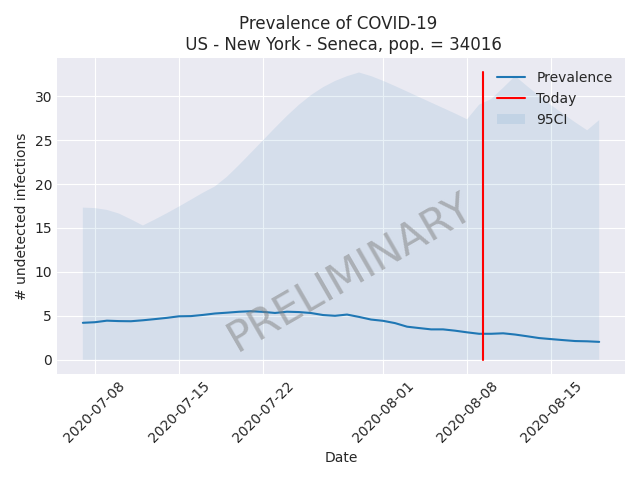 Prevalence of COVID-19
US - New York - Seneca, pop. = 34016
# undetected infections
30
25
20
15
10
5
0
Prevalence
Today
95CI
PRELIMINARY
2020-07-08
2020-07-15
2020-07-22
2020-08-01
2020-08-08
2020-08-15
Date